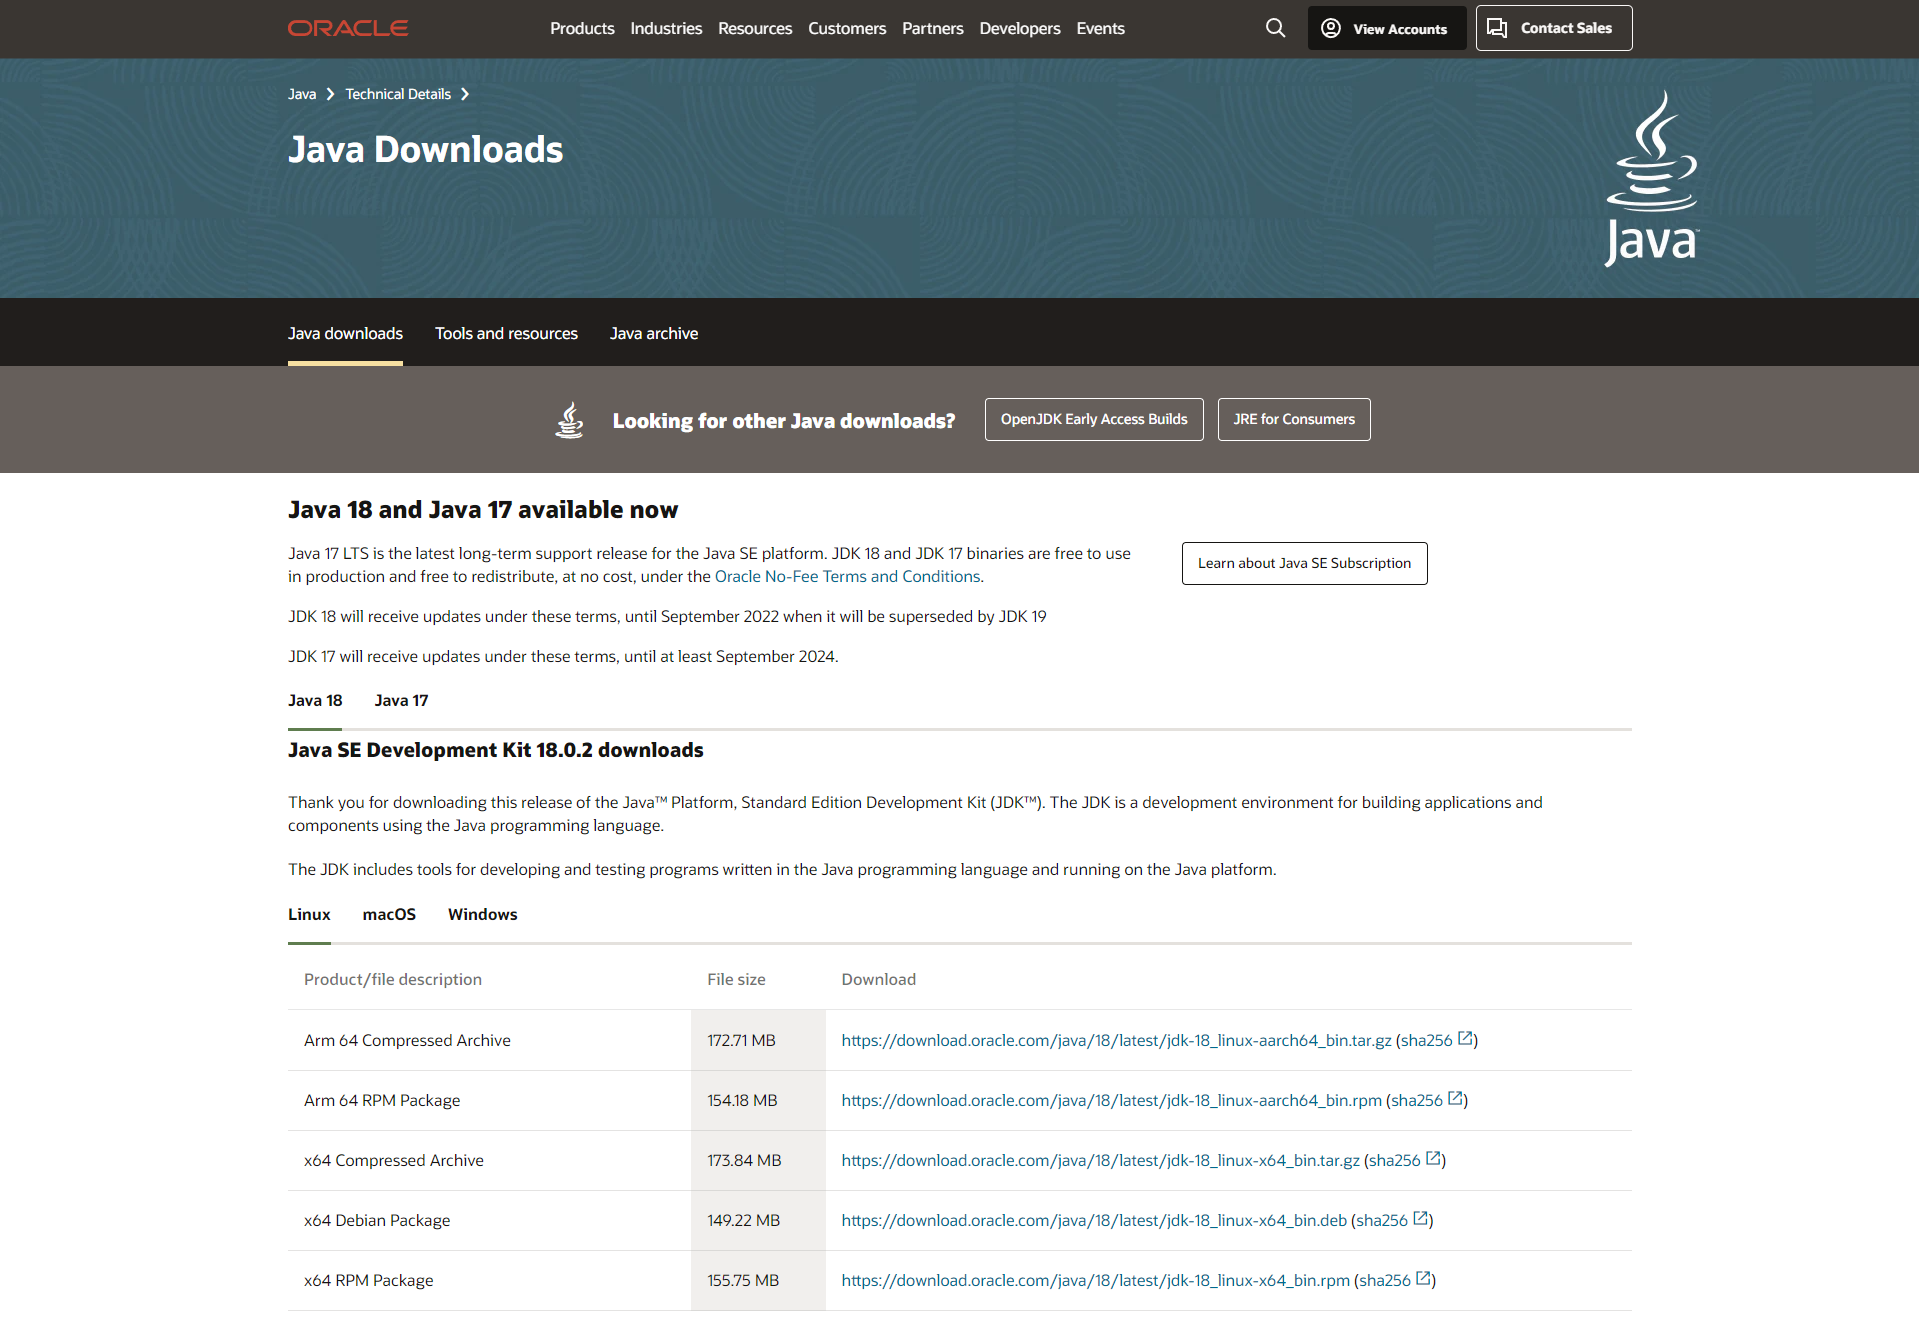 ORACLE
Products Industries Resources Customers Partners Developers Events
View Accounts
Contact Sales
Java Technical Details
Java Downloads
Java™
Java downloads Tools and resources Java archive
Looking for other Java downloads?
OpenJDK Early Access Builds
JRE for Consumers
Java 18 and Java 17 available now
Java 17 LTS is the latest long-term support release for the Java SE platform. JDK 18 and JDK 17 binaries are free to use
in production and free to redistribute, at no cost, under the Oracle No-Fee Terms and Conditions.
Learn about Java SE Subscription
JDK 18 will receive updates under these terms, until September 2022 when it will be superseded by JDK 19
JDK 17 will receive updates under these terms, until at least September 2024.
Java 18 Java 17
Java SE Development Kit 18.0.2 downloads
Thank you for downloading this release of the Java™ Platform, Standard Edition Development Kit (JDK™). The JDK is a development environment for building applications and
components using the Java programming language.
The JDK includes tools for developing and testing programs written in the Java programming language and running on the Java platform.
Linux macOS Windows
Product/file description File size Download
Arm 64 Compressed Archive 172.71 MB https://download.oracle.com/java/18/latest/jdk-18_linux-aarch64_bin.tar.gz (sha256)
Arm 64 RPM Package 154.18 MB https://download.oracle.com/java/18/latest/jdk-18_linux-aarch64_bin.rpm (sha256)
x64 Compressed Archive 173.84 MB https://download.oracle.com/java/18/latest/jdk-18_linux-x64_bin.tar.gz (sha256)
x64 Debian Package 149.22 MB https://download.oracle.com/java/18/latest/jdk-18_linux-x64_bin.deb (sha256)
x64 RPM Package 155.75 MB https://download.oracle.com/java/18/latest/jdk-18_linux-x64_bin.rpm (sha256)